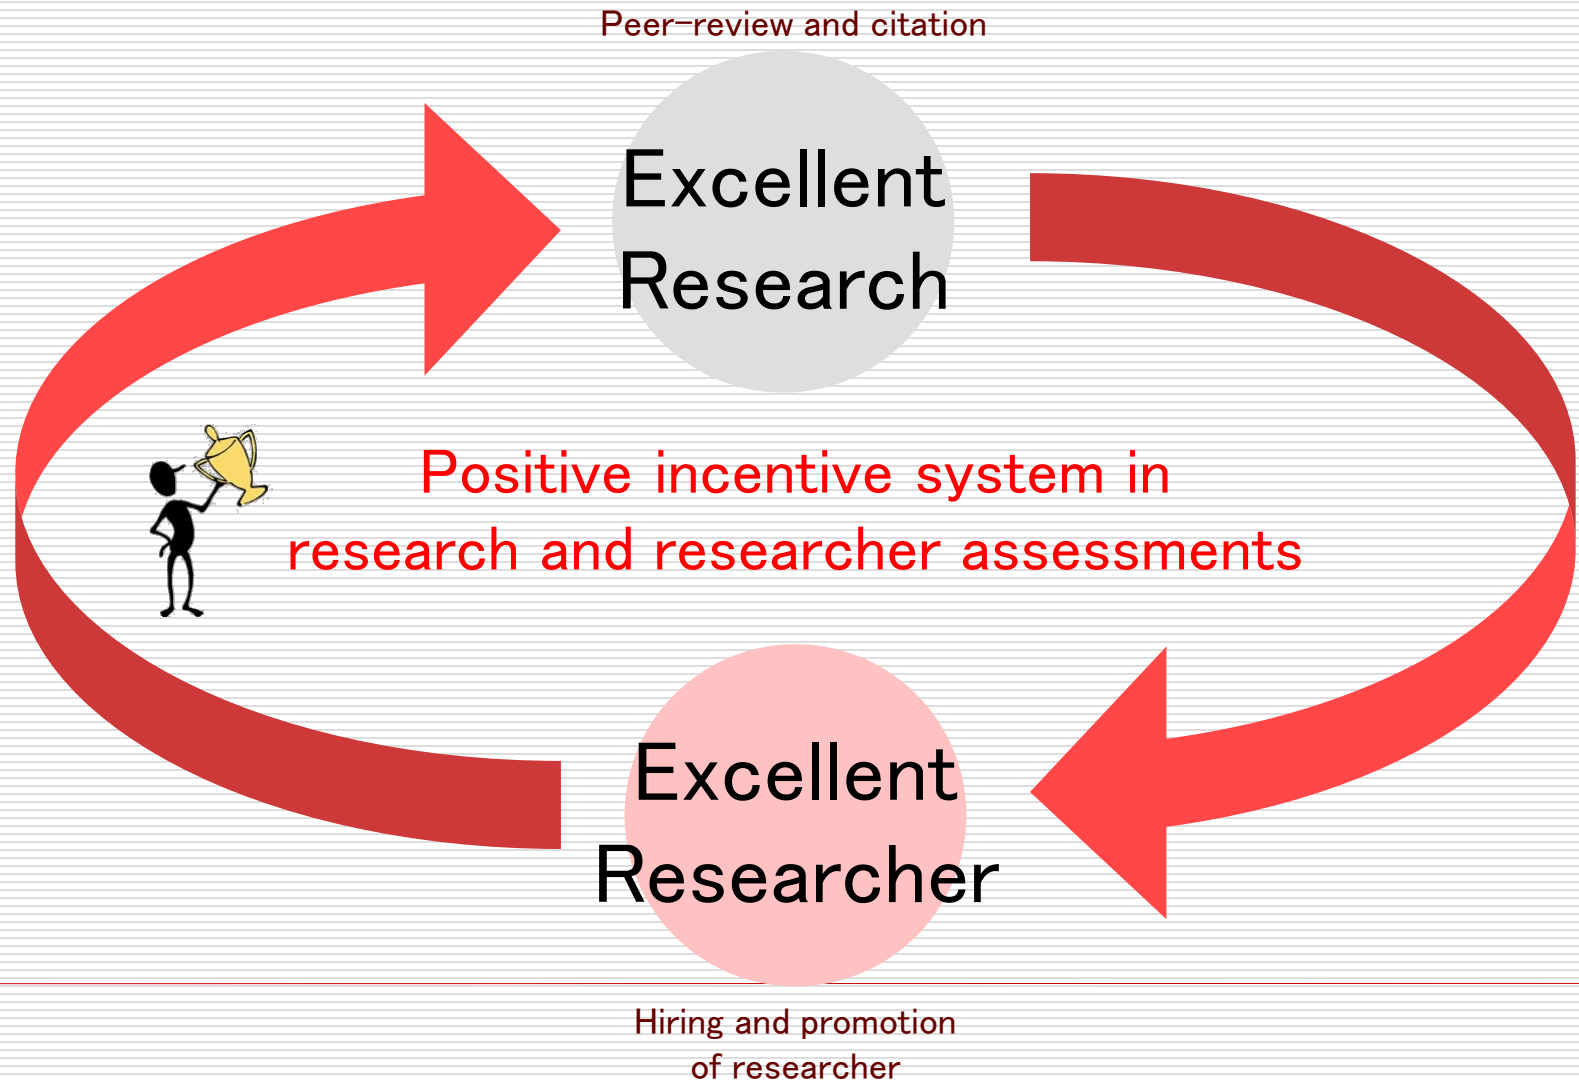 Peer-review and citation
Excellent
Research
Positive incentive system in
research and researcher assessments
Excellent
Researcher
Hiring and promotion
of researcher